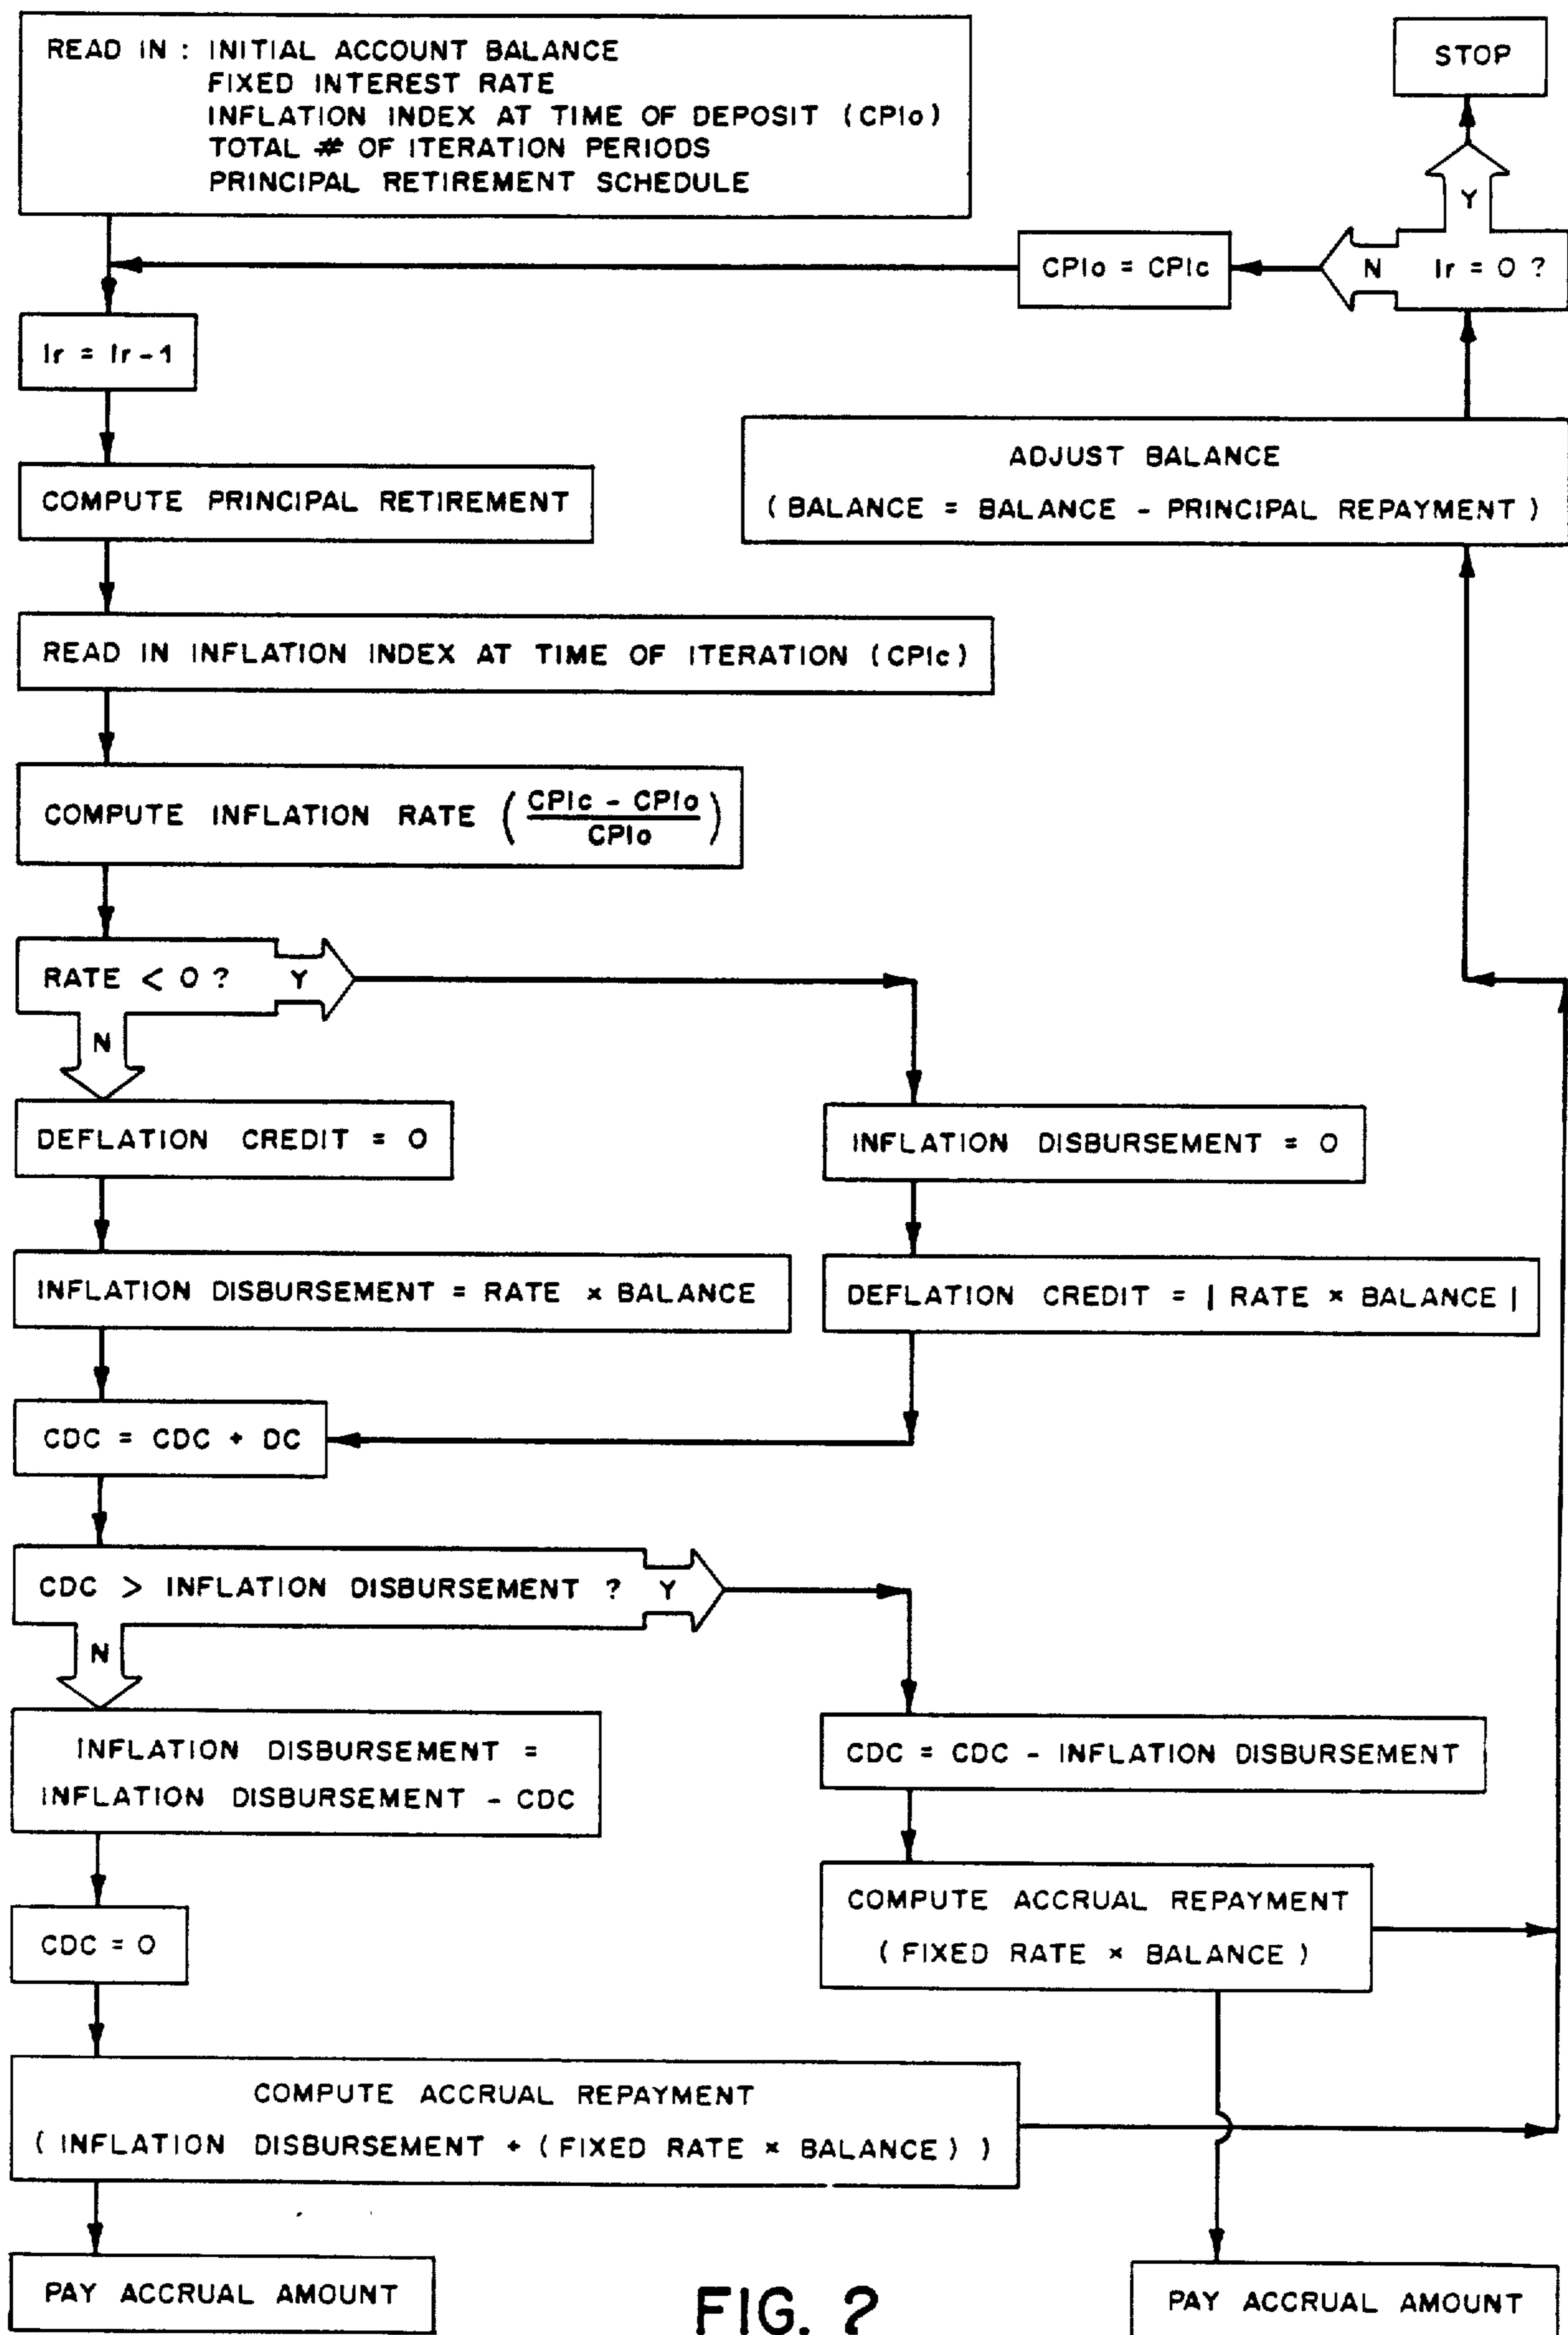 READ IN : INITIAL ACCOUNT BALANCE
FIXED INTEREST RATE
INFLATION INDEX AT TIME OF DEPOSIT (CPIo)
TOTAL # OF ITERATION PERIODS
PRINCIPAL RETIREMENT SCHEDULE
STOP
Y
Ir = 0 ?
N
CPIo = CPIc
Ir = Ir-1
ADJUST BALANCE
( BALANCE = BALANCE - PRINCIPAL REPAYMENT )
COMPUTE PRINCIPAL RETIREMENT
READ IN INFLATION INDEX AT TIME OF ITERATION (CPIc)
COMPUTE INFLATION RATE ( CPIc - CPIo / CPIo )
RATE < 0 ? Y
N
DEFLATION CREDIT = 0
INFLATION DISBURSEMENT = 0
INFLATION DISBURSEMENT = RATE × BALANCE
DEFLATION CREDIT = | RATE × BALANCE |
CDC = CDC + DC
CDC > INFLATION DISBURSEMENT ? Y
N
INFLATION DISBURSEMENT =
INFLATION DISBURSEMENT - CDC
CDC = CDC - INFLATION DISBURSEMENT
CDC = 0
COMPUTE ACCRUAL REPAYMENT
( FIXED RATE × BALANCE )
COMPUTE ACCRUAL REPAYMENT
( INFLATION DISBURSEMENT + ( FIXED RATE × BALANCE ) )
PAY ACCRUAL AMOUNT
PAY ACCRUAL AMOUNT
FIG. 2